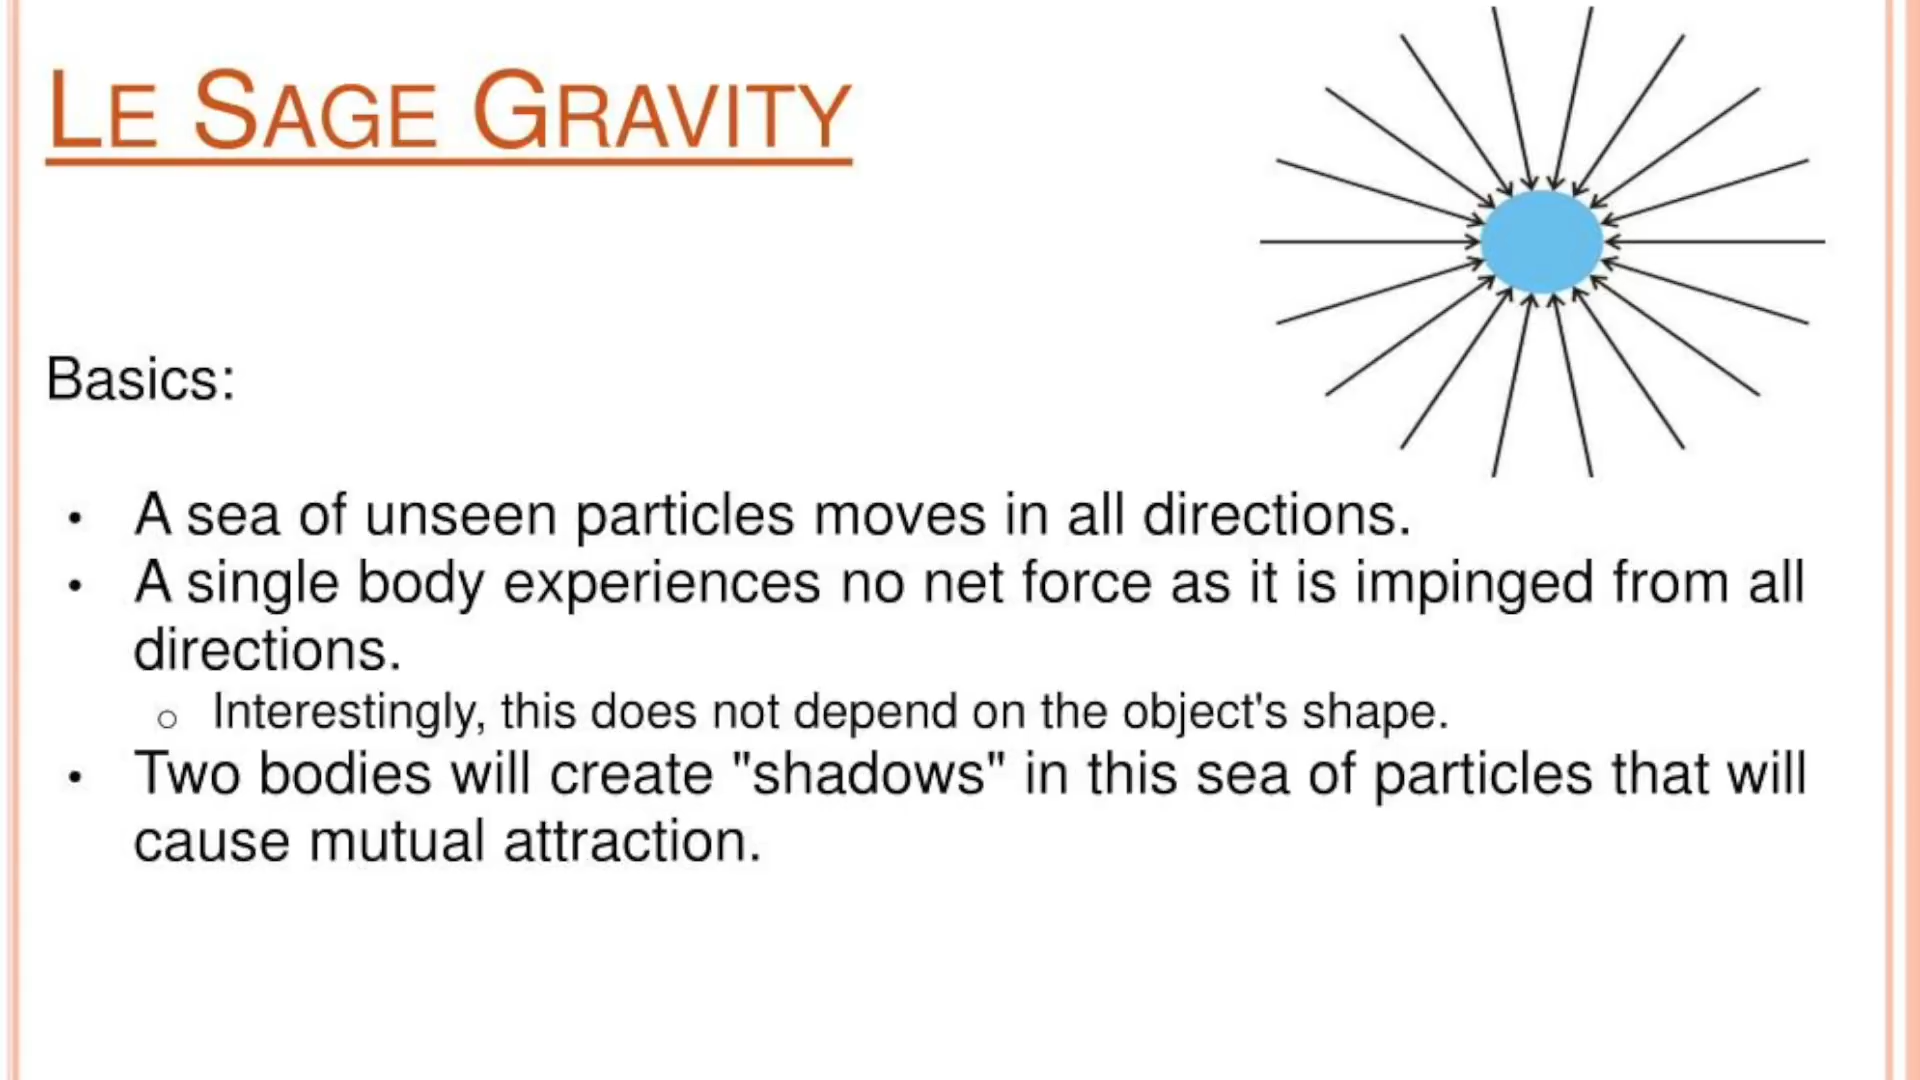 LE SAGE GRAVITY
Basics:
• A sea of unseen particles moves in all directions.
• A single body experiences no net force as it is impinged from all
directions.
o Interestingly, this does not depend on the object's shape.
• Two bodies will create "shadows" in this sea of particles that will
cause mutual attraction.